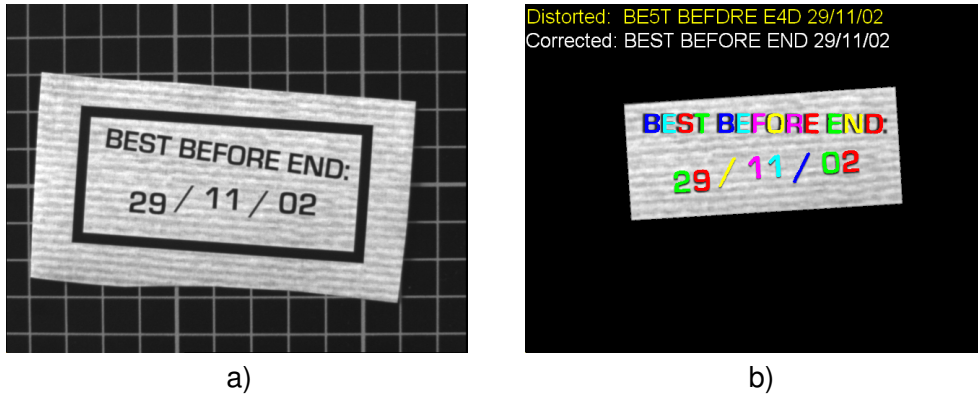 BEST BEFORE END:
29 / 11 / 02
a)
Distorted: BE5T BEFDRE E4D 29/11/02
Corrected: BEST BEFORE END 29/11/02
BEST BEFORE END:
29 / 11 / 02
b)